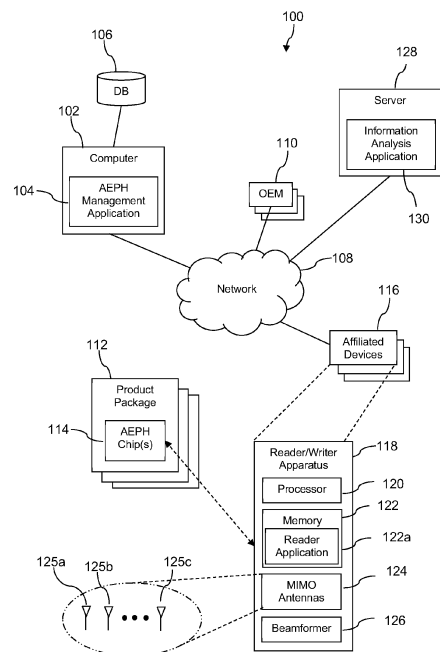 100
106
DB
128
102
Server
Computer
Information
Analysis
Application
110
104
AEPH
Management
Application
OEM
130
108
Network
116
112
Affiliated
Devices
Product
Package
114
AEPH
Chip(s)
118
Reader/Writer
Apparatus
Processor
120
122
Memory
Reader
Application
122a
125a
125b
125c
MIMO
Antennas
124
Beamformer
126